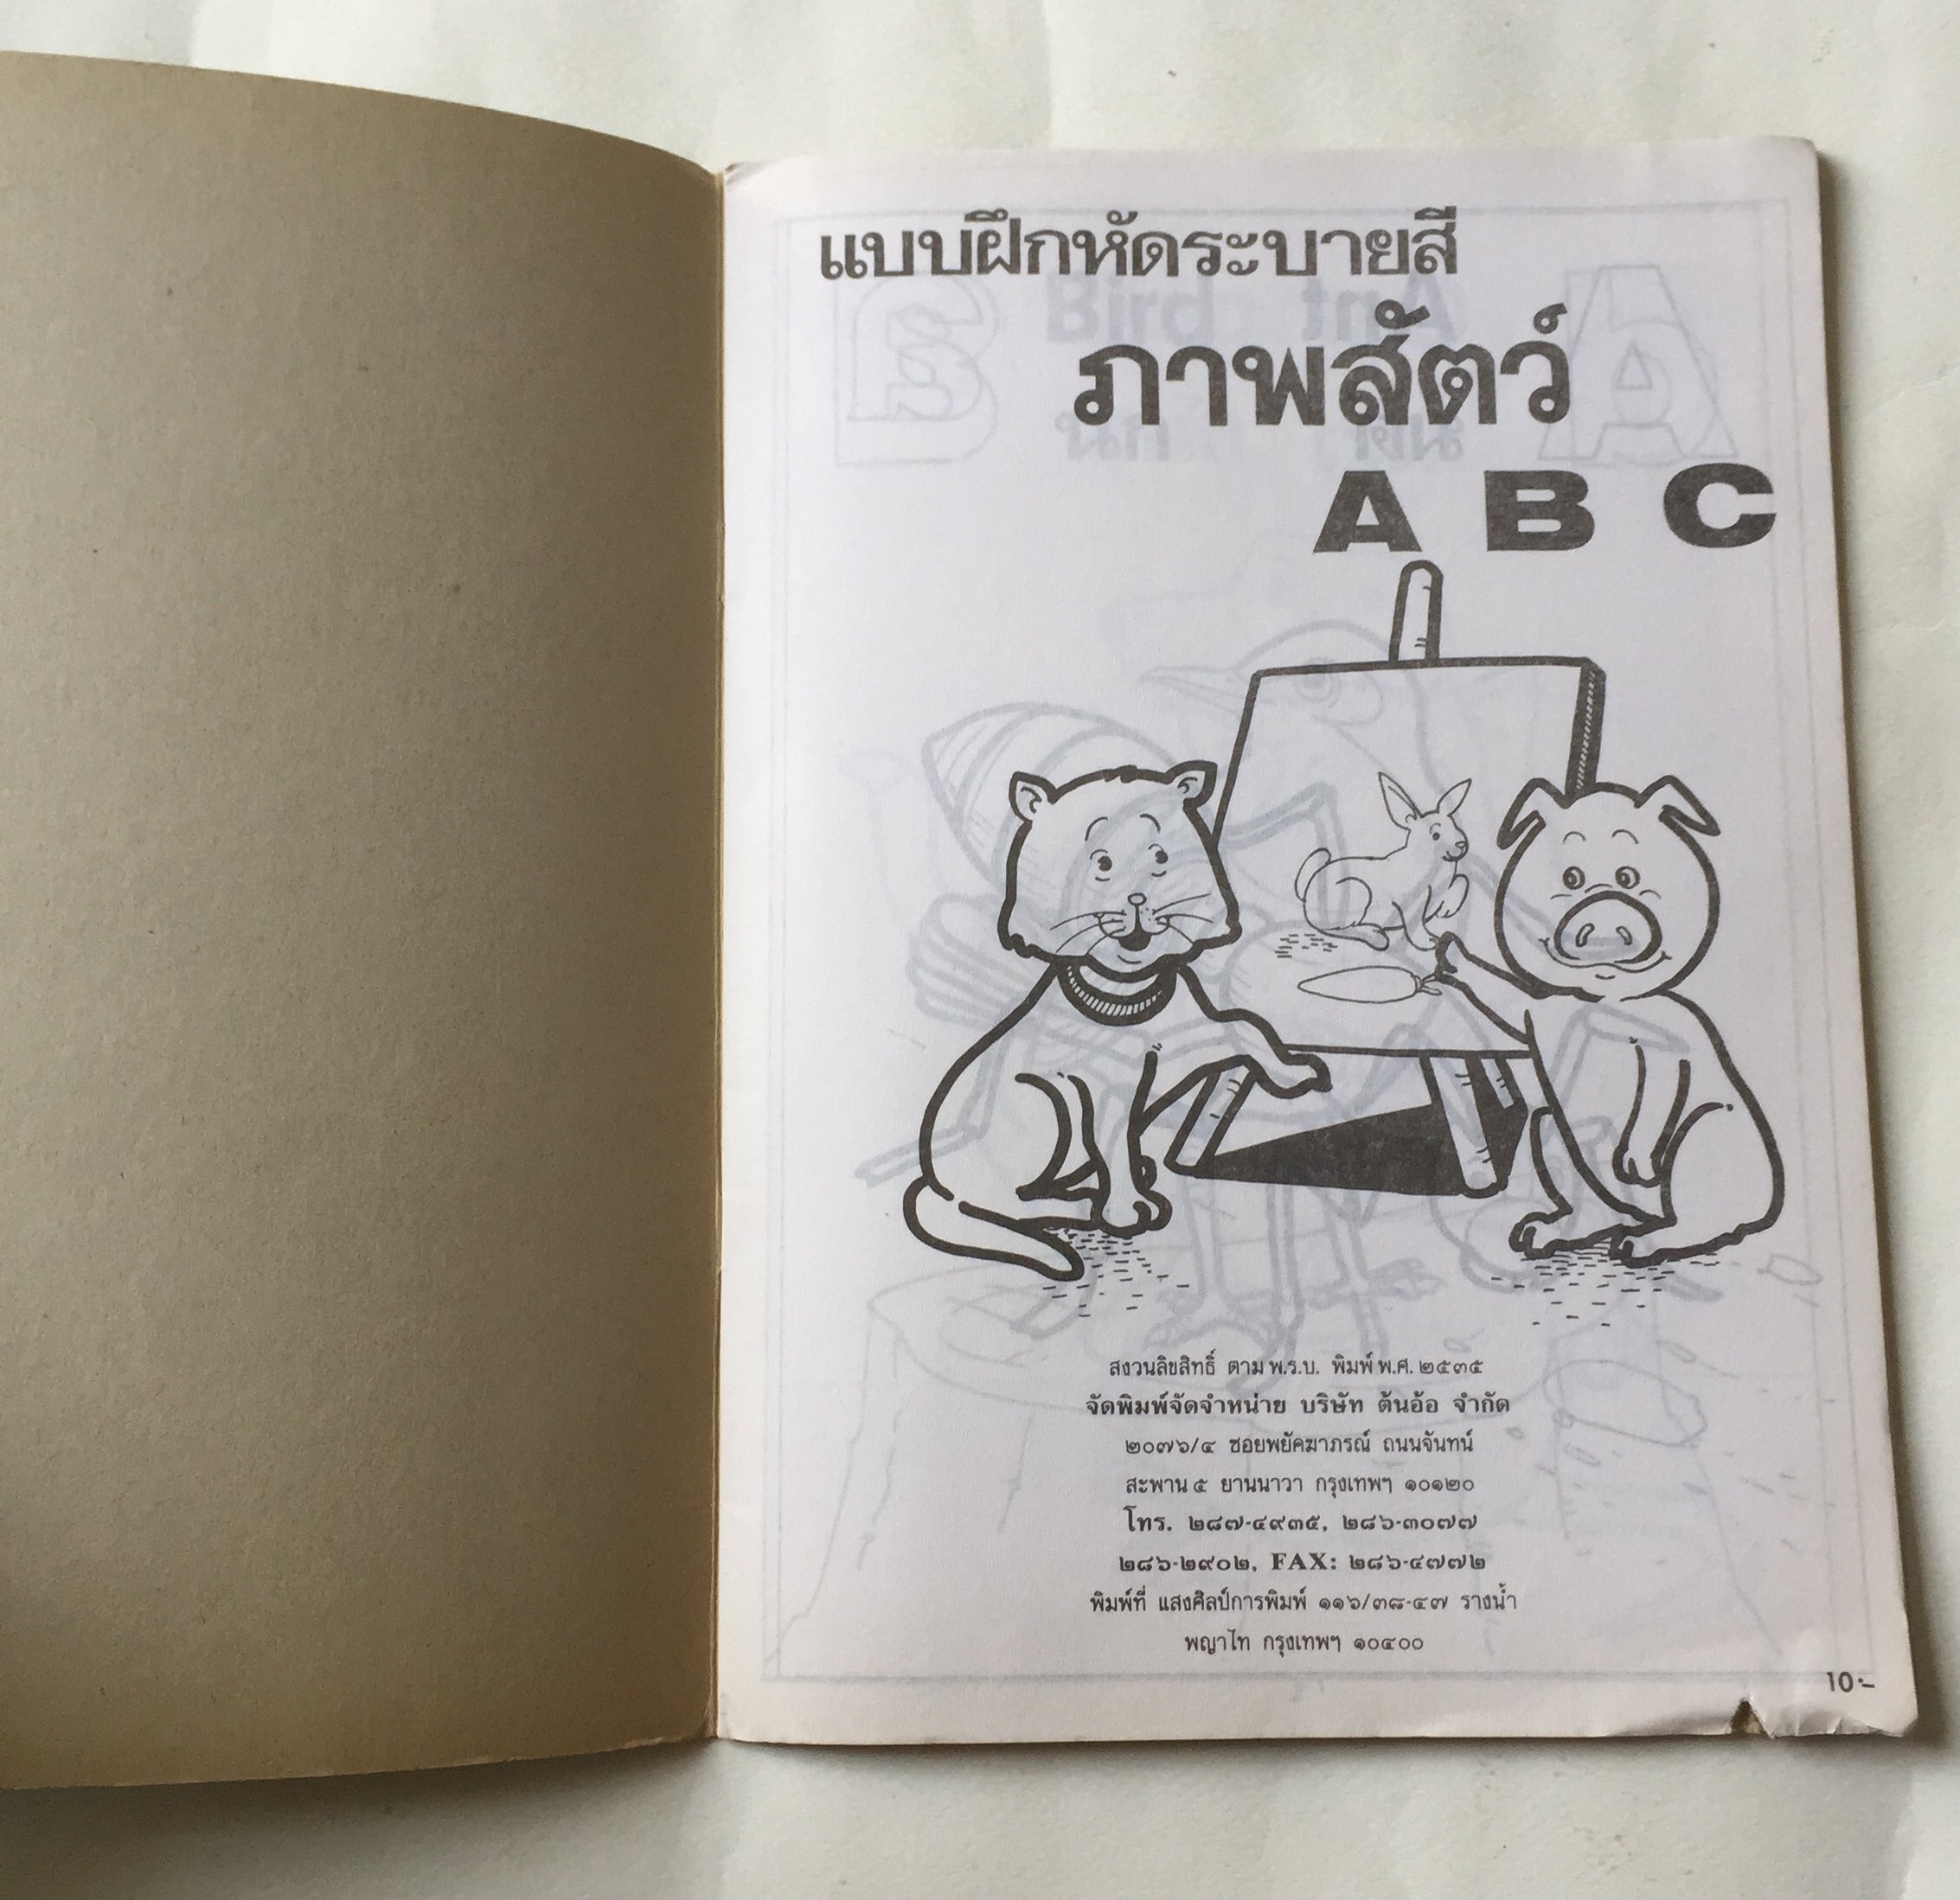 แบบฝึกหัดระบายสี
ภาพสัตว์
A B C
สงวนลิขสิทธิ์ ตาม พ.ร.บ. พิมพ์ พ.ศ. ๒๕๓๕
จัดพิมพ์จัดจำหน่าย บริษัท ต้นอ้อ จำกัด
๒๐๗๖/๔ ซอยพยัคฆาภรณ์ ถนนจันทน์
สะพาน ๕ ยานนาวา กรุงเทพฯ ๑๐๑๒๐
โทร. ๒๘๗-๔๙๓๕, ๒๘๖-๓๐๗๗
๒๘๖-๒๙๐๒, FAX: ๒๘๖-๔๗๗๒
พิมพ์ที่ แสงศิลป์การพิมพ์ ๑๑๖/๓๘-๔๗ รางน้ำ
พญาไท กรุงเทพฯ ๑๐๔๐๐
10.-